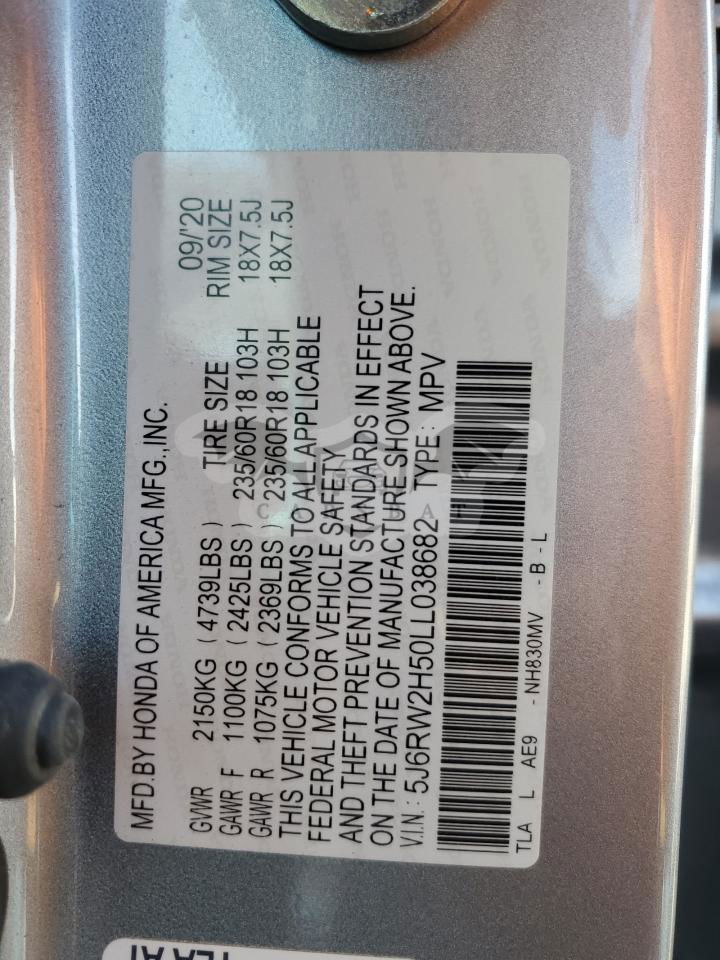 MFD.BY HONDA OF AMERICA MFG.,INC. 09/'20
TIRE SIZE RIM SIZE
GVWR 2150KG ( 4739LBS )
GAWR F 1100KG ( 2425LBS ) 235/60R18 103H 18X7.5J
GAWR R 1075KG ( 2369LBS ) 235/60R18 103H 18X7.5J
THIS VEHICLE CONFORMS TO ALL APPLICABLE
FEDERAL MOTOR VEHICLE SAFETY
AND THEFT PREVENTION STANDARDS IN EFFECT
ON THE DATE OF MANUFACTURE SHOWN ABOVE.
V.I.N.: 5J6RW2H50LL038682 TYPE: MPV
TLA L AE9 - NH830MV - B - L